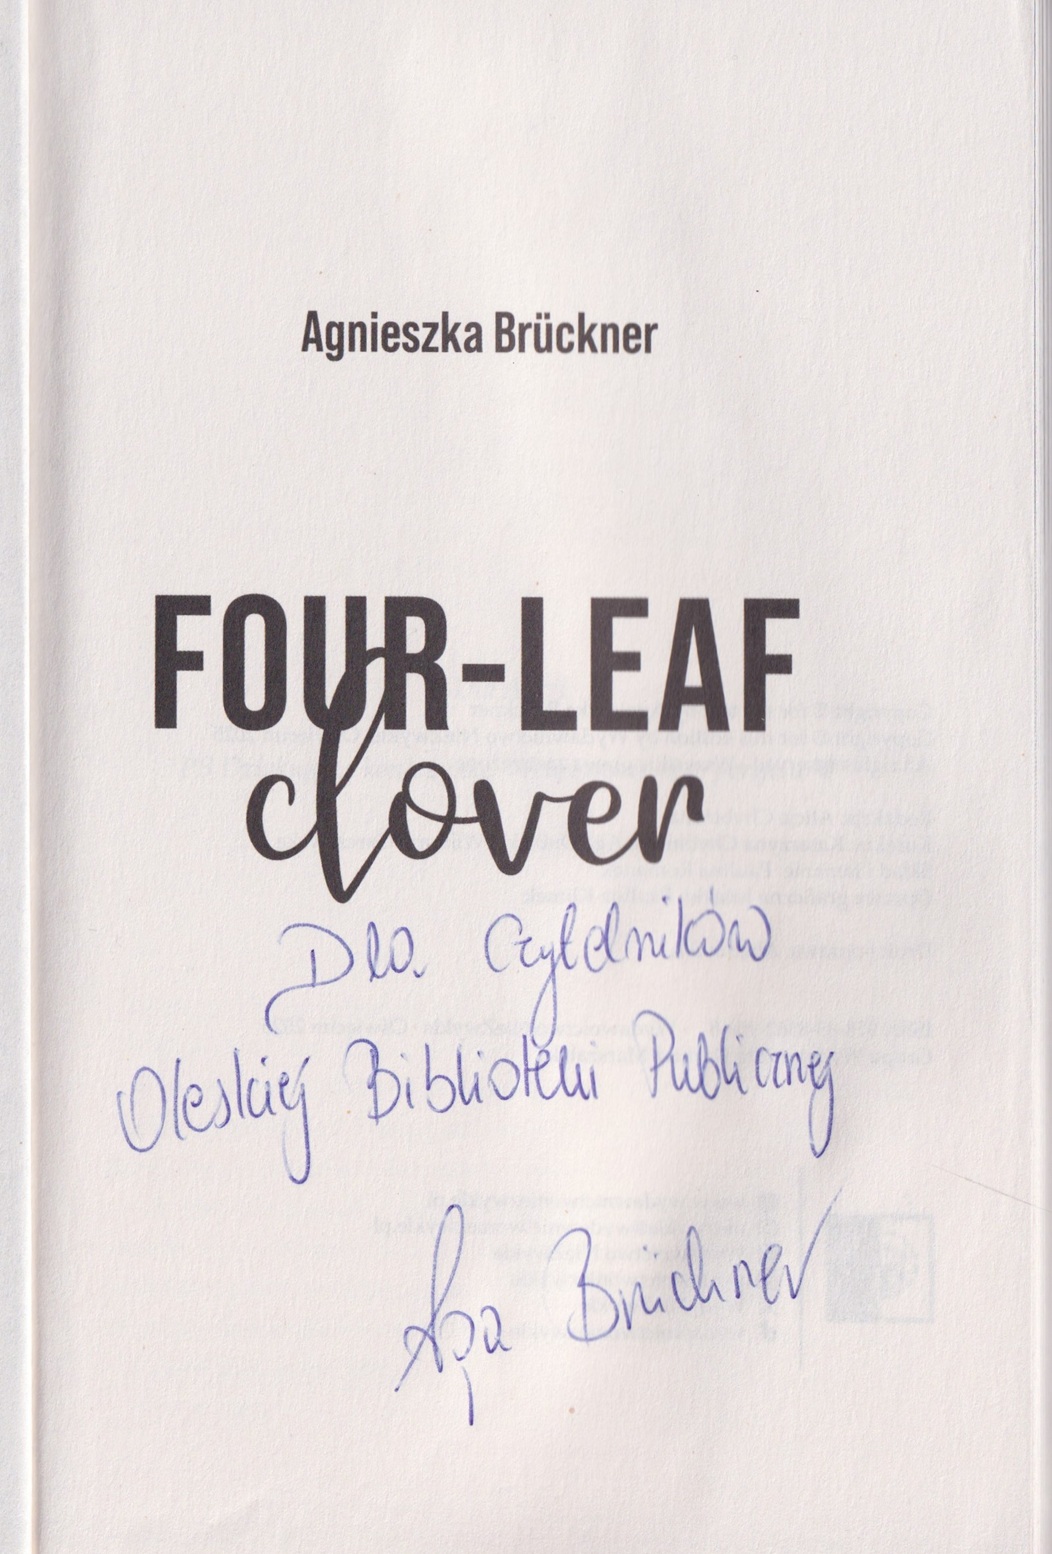 Agnieszka Brückner
FOUR-LEAF
clover
Dla Czytelników
Oleskiej Biblioteki Publicznej
Aga Brückner